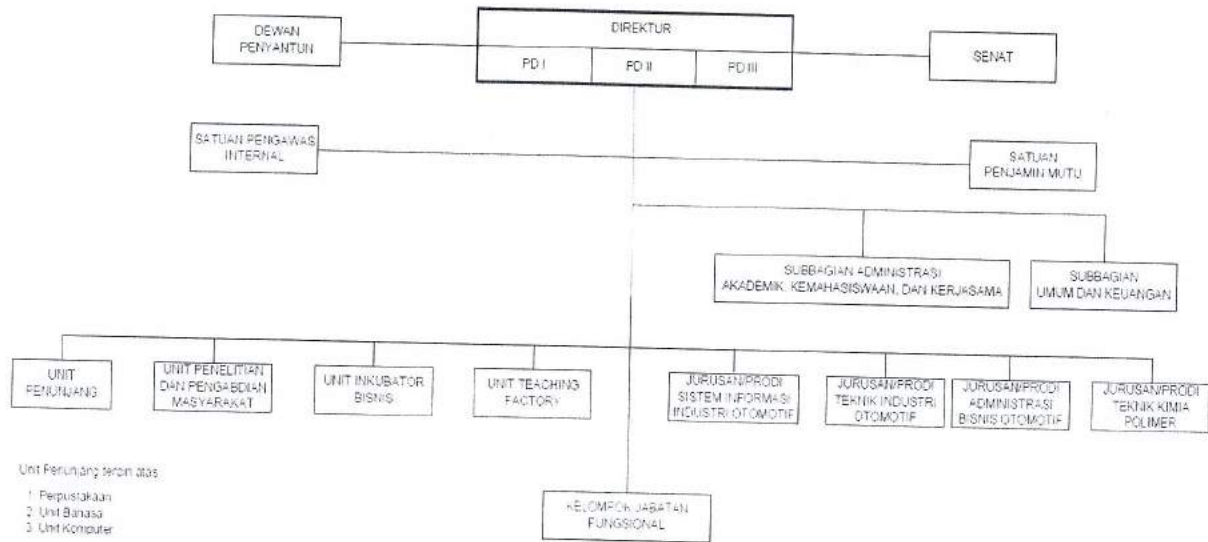 DIREKTUR
DEWAN
PENYANTUN
SENAT
PD I
PD II
PD III
SATUAN PENGAWAS
INTERNAL
SATUAN
PENJAMIN MUTU
SUBBAGIAN ADMINISTRASI
AKADEMIK, KEMAHASISWAAN, DAN KERJASAMA
SUBBAGIAN
UMUM DAN KEUANGAN
UNIT
PENUNJANG
UNIT PENELITIAN
DAN PENGABDIAN
MASYARAKAT
UNIT INKUBATOR
BISNIS
UNIT TEACHING
FACTORY
JURUSAN/PRODI
SISTEM INFORMASI
INDUSTRI OTOMOTIF
JURUSAN/PRODI
TEKNIK INDUSTRI
OTOMOTIF
JURUSAN/PRODI
ADMINISTRASI
BISNIS OTOMOTIF
JURUSAN/PRODI
TEKNIK KIMIA
POLIMER
Unit Penunjang terdiri atas
1. Perpustakaan
2. Unit Bahasa
3. Unit Komputer
KELOMPOK JABATAN
FUNGSIONAL